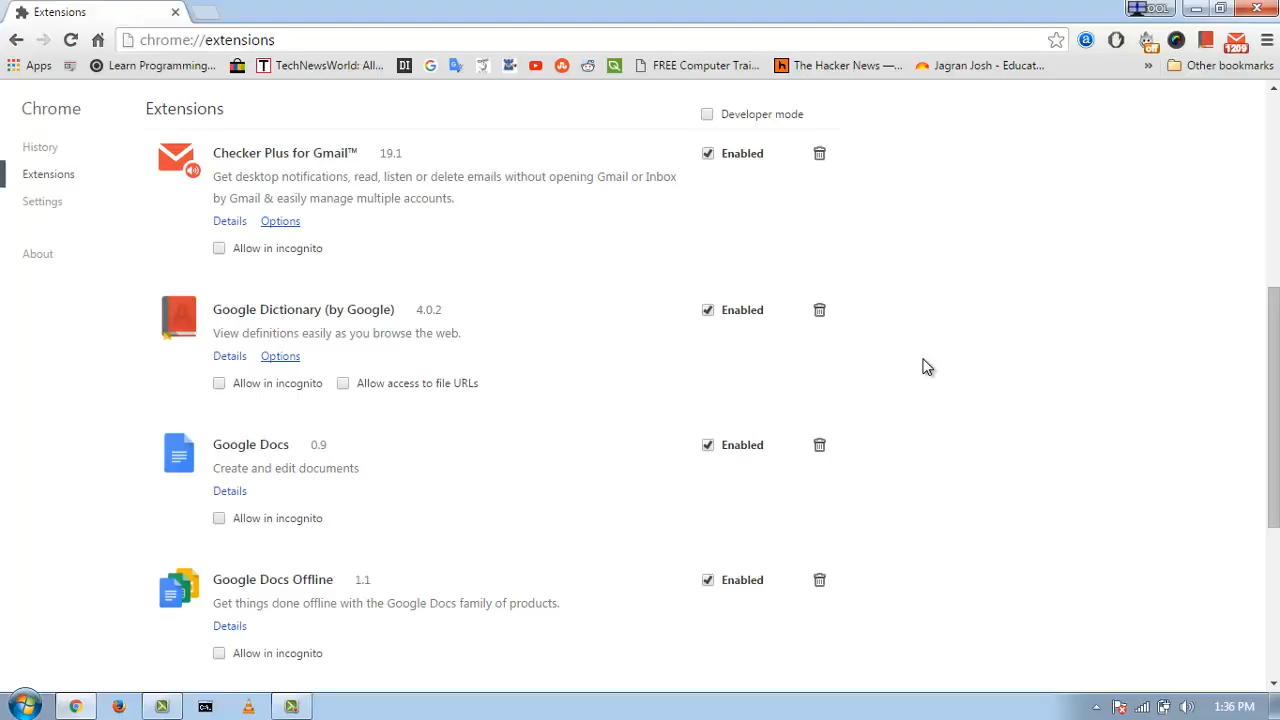 Extensions
OOL
chrome://extensions
1209
off
Apps
Learn Programming...
TechNewsWorld: All...
DI
FREE Computer Trai...
The Hacker News —...
Jagran Josh - Educat...
»
Other bookmarks
Chrome
Extensions
Developer mode
History
Extensions
Settings
About
Checker Plus for Gmail™ 19.1
Enabled
Get desktop notifications, read, listen or delete emails without opening Gmail or Inbox
by Gmail & easily manage multiple accounts.
Details Options
Allow in incognito
Google Dictionary (by Google) 4.0.2
Enabled
View definitions easily as you browse the web.
Details Options
Allow in incognito Allow access to file URLs
Google Docs 0.9
Enabled
Create and edit documents
Details
Allow in incognito
Google Docs Offline 1.1
Enabled
Get things done offline with the Google Docs family of products.
Details
Allow in incognito
1:36 PM